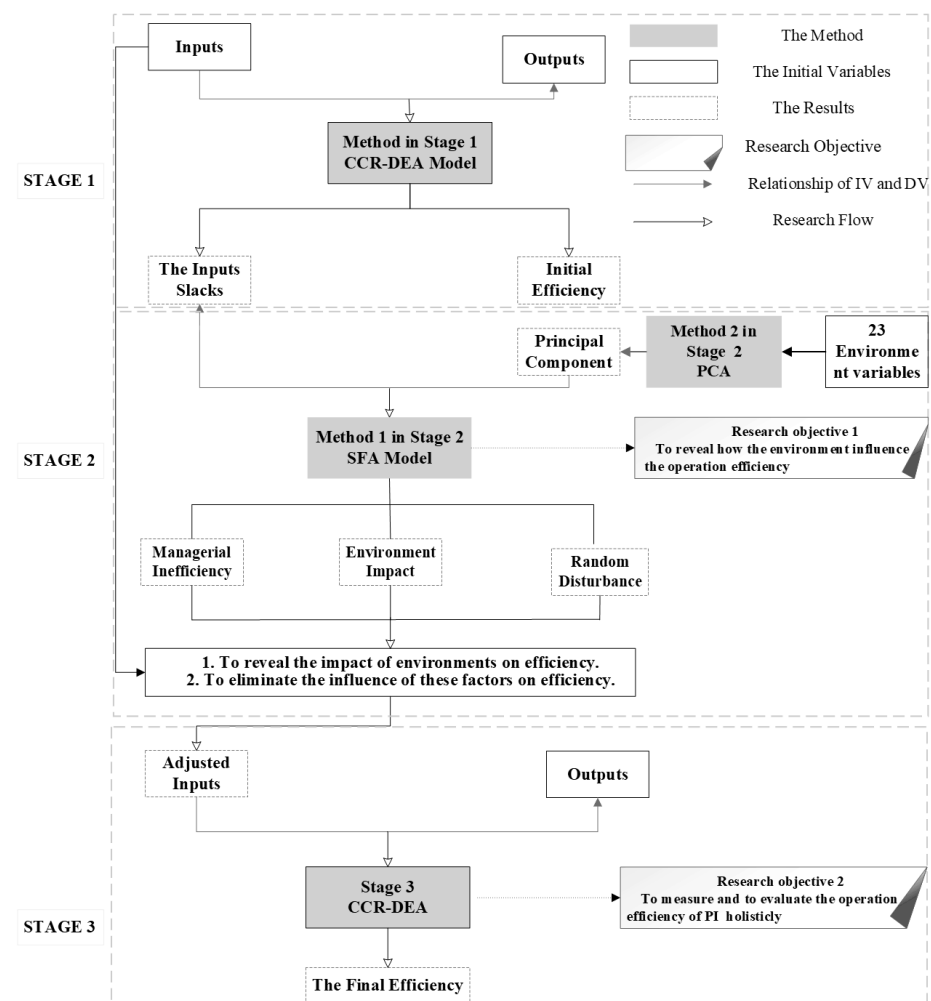 Inputs
Outputs
The Method
The Initial Variables
The Results
Research Objective
Relationship of IV and DV
Research Flow
Method in Stage 1
CCR-DEA Model
STAGE 1
The Inputs
Slacks
Initial
Efficiency
Principal
Component
Method 2 in
Stage 2
PCA
23
Environme
nt variables
Method 1 in Stage 2
SFA Model
Research objective 1
To reveal how the environment influence
the operation efficiency
STAGE 2
Managerial
Inefficiency
Environment
Impact
Random
Disturbance
1. To reveal the impact of environments on efficiency.
2. To eliminate the influence of these factors on efficiency.
Adjusted
Inputs
Outputs
Stage 3
CCR-DEA
Research objective 2
To measure and to evaluate the operation
efficiency of PI holisticly
STAGE 3
The Final Efficiency